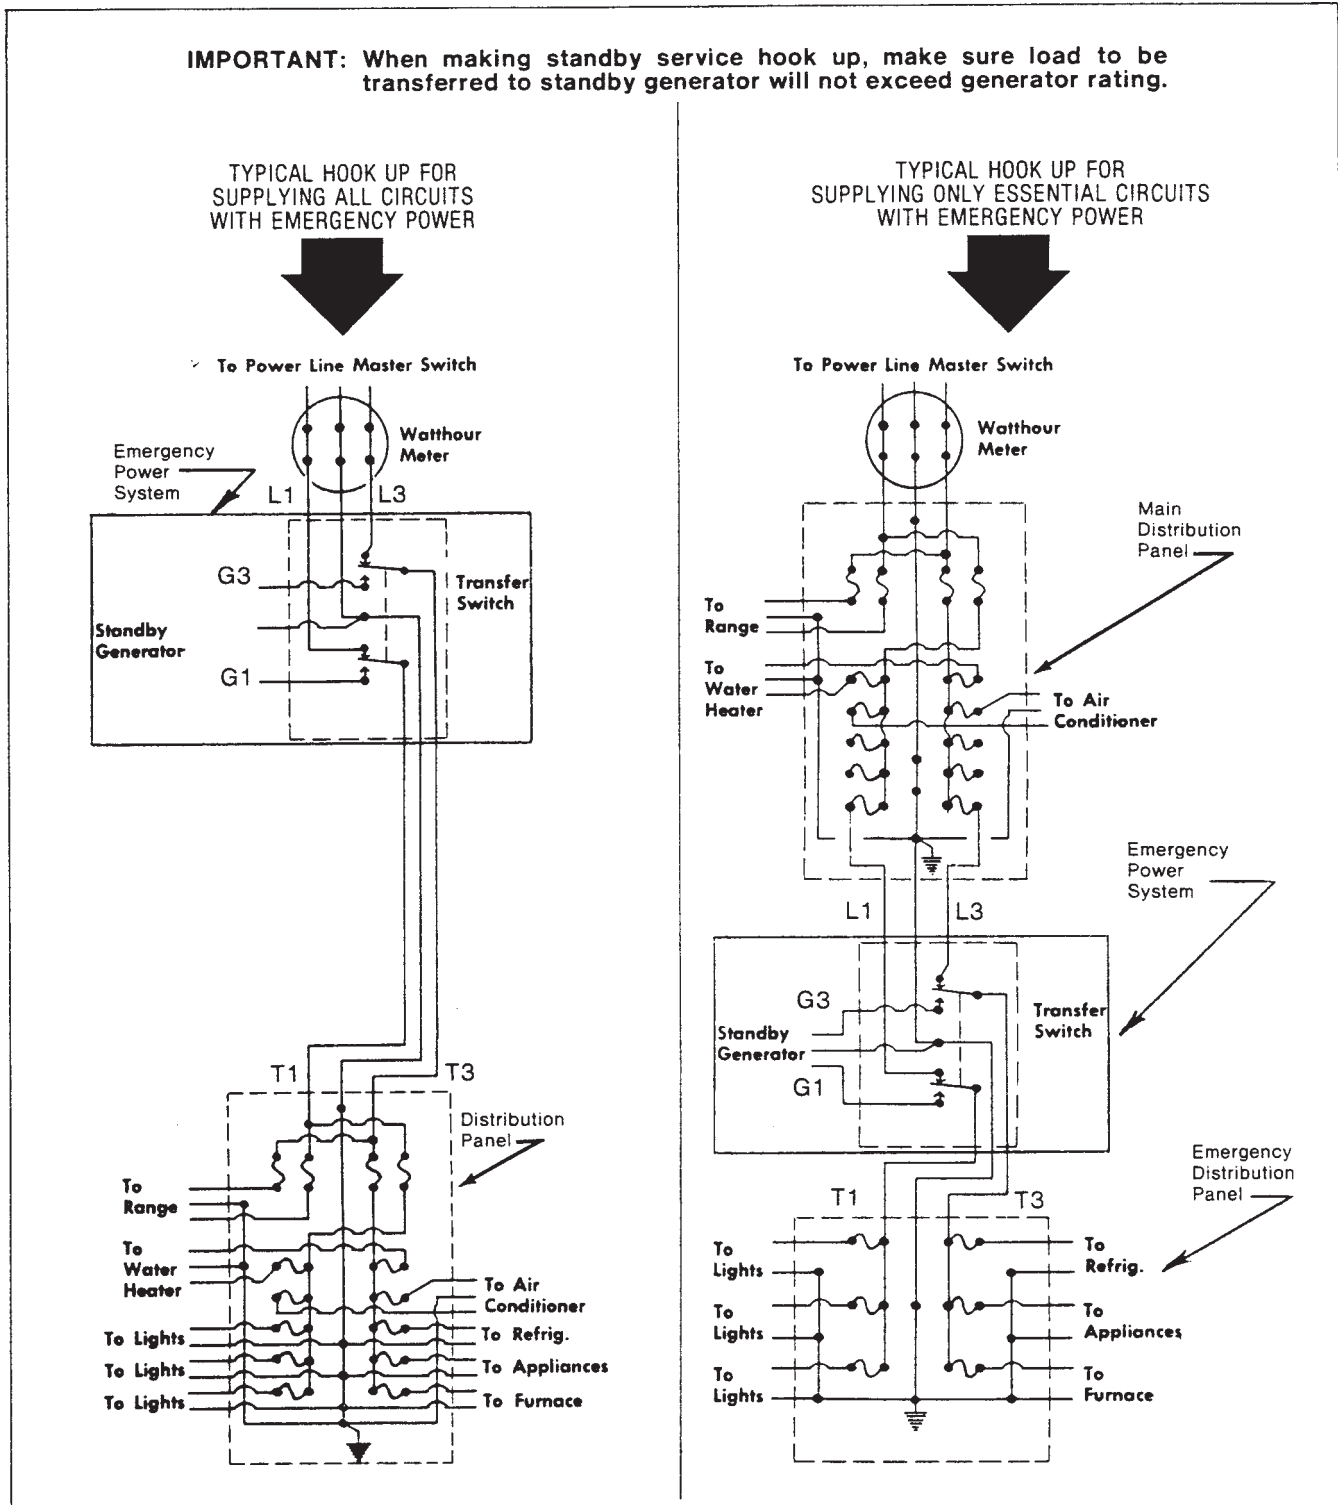 IMPORTANT: When making standby service hook up, make sure load to be
transferred to standby generator will not exceed generator rating.
TYPICAL HOOK UP FOR
SUPPLYING ALL CIRCUITS
WITH EMERGENCY POWER
To Power Line Master Switch
Watthour
Meter
Emergency
Power
System
L1
L3
G3
Transfer
Switch
Standby
Generator
G1
T1
T3
Distribution
Panel
To
Range
To
Water
Heater
To Air
Conditioner
To Lights
To Refrig.
To Lights
To Appliances
To Lights
To Furnace
TYPICAL HOOK UP FOR
SUPPLYING ONLY ESSENTIAL CIRCUITS
WITH EMERGENCY POWER
To Power Line Master Switch
Watthour
Meter
Main
Distribution
Panel
To
Range
To
Water
Heater
To Air
Conditioner
Emergency
Power
System
L1
L3
G3
Transfer
Switch
Standby
Generator
G1
Emergency
Distribution
Panel
T1
T3
To
Lights
To
Refrig.
To
Lights
To
Appliances
To
Lights
To
Furnace